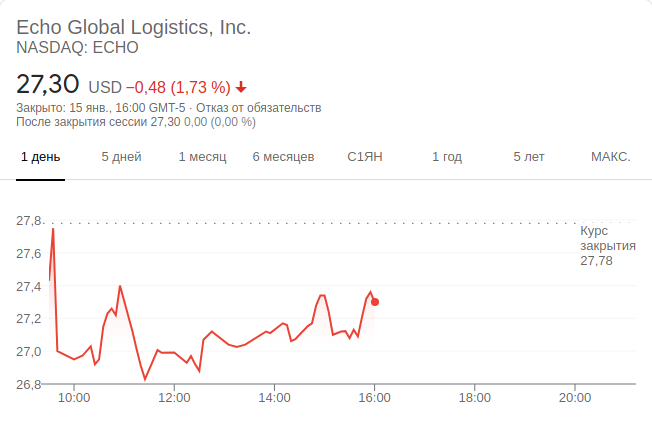 Echo Global Logistics, Inc.
NASDAQ: ECHO
27,30 USD −0,48 (1,73 %)
Закрыто: 15 янв., 16:00 GMT-5 · Отказ от обязательств
После закрытия сессии 27,30 0,00 (0,00 %)
1 день 5 дней 1 месяц 6 месяцев С1ЯН 1 год 5 лет МАКС.
27,8
Курс
закрытия
27,78
27,6
27,4
27,2
27,0
26,8
10:00 12:00 14:00 16:00 18:00 20:00